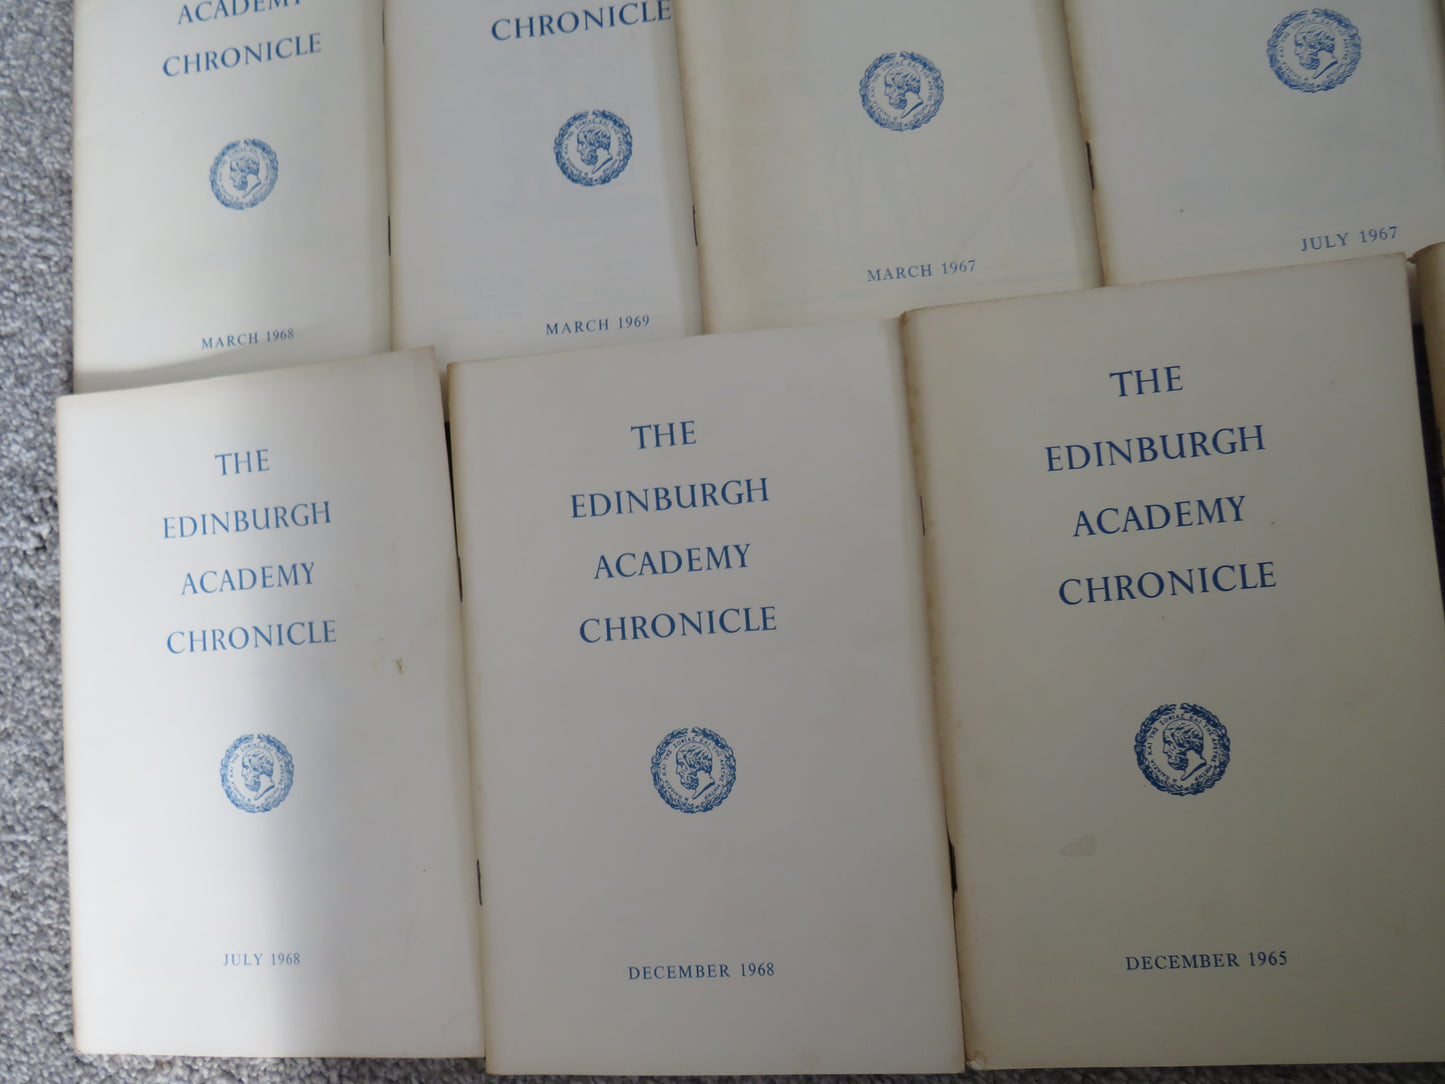 ACADEMY
CHRONICLE
MARCH 1968
CHRONICLE
MARCH 1969
MARCH 1967
JULY 1967
THE
EDINBURGH
ACADEMY
CHRONICLE
JULY 1968
THE
EDINBURGH
ACADEMY
CHRONICLE
DECEMBER 1968
THE
EDINBURGH
ACADEMY
CHRONICLE
DECEMBER 1965